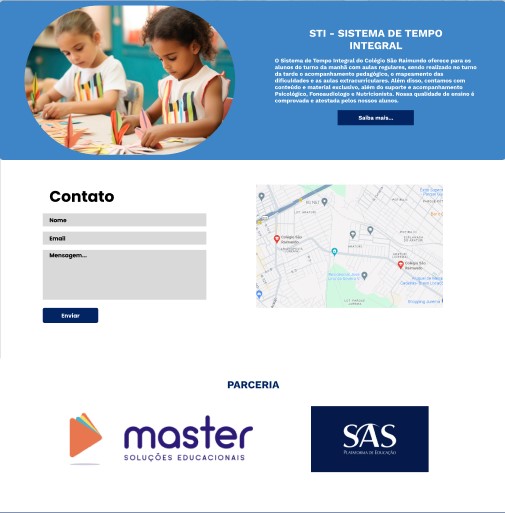 STI - SISTEMA DE TEMPO
INTEGRAL
O Sistema de Tempo Integral do Colégio São Raimundo oferece para os
alunos do turno da manhã com aulas regulares, sendo realizado no turno
da tarde o acompanhamento pedagógico, o mapeamento das
dificuldades e as aulas extracurriculares. Além disso, contamos com
conteúdo e material exclusivo, além do suporte e acompanhamento
Psicológico, Fonoaudiologo e Nutricionista. Nossa qualidade de ensino é
comprovada e atestada pelos nossos alunos.
Saiba mais...
Contato
Nome
Email
Mensagem...
Enviar
Colégio São
Raimundo
Colégio São
Raimundo
Shopping
PARCERIA
master
SOLUÇÕES EDUCACIONAIS
SAS
PLATAFORMA DE EDUCAÇÃO